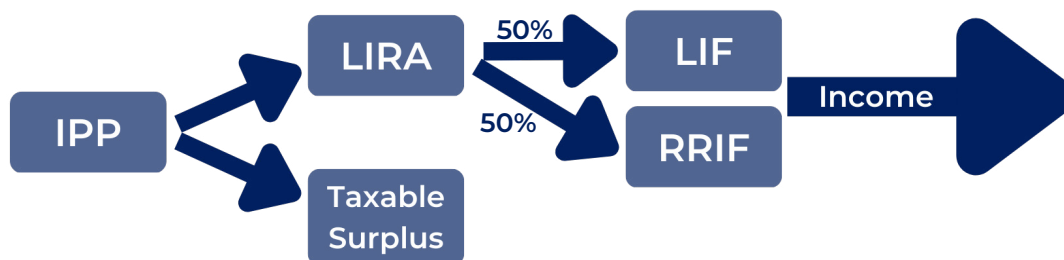 IPP
LIRA
Taxable
Surplus
50%
50%
LIF
RRIF
Income